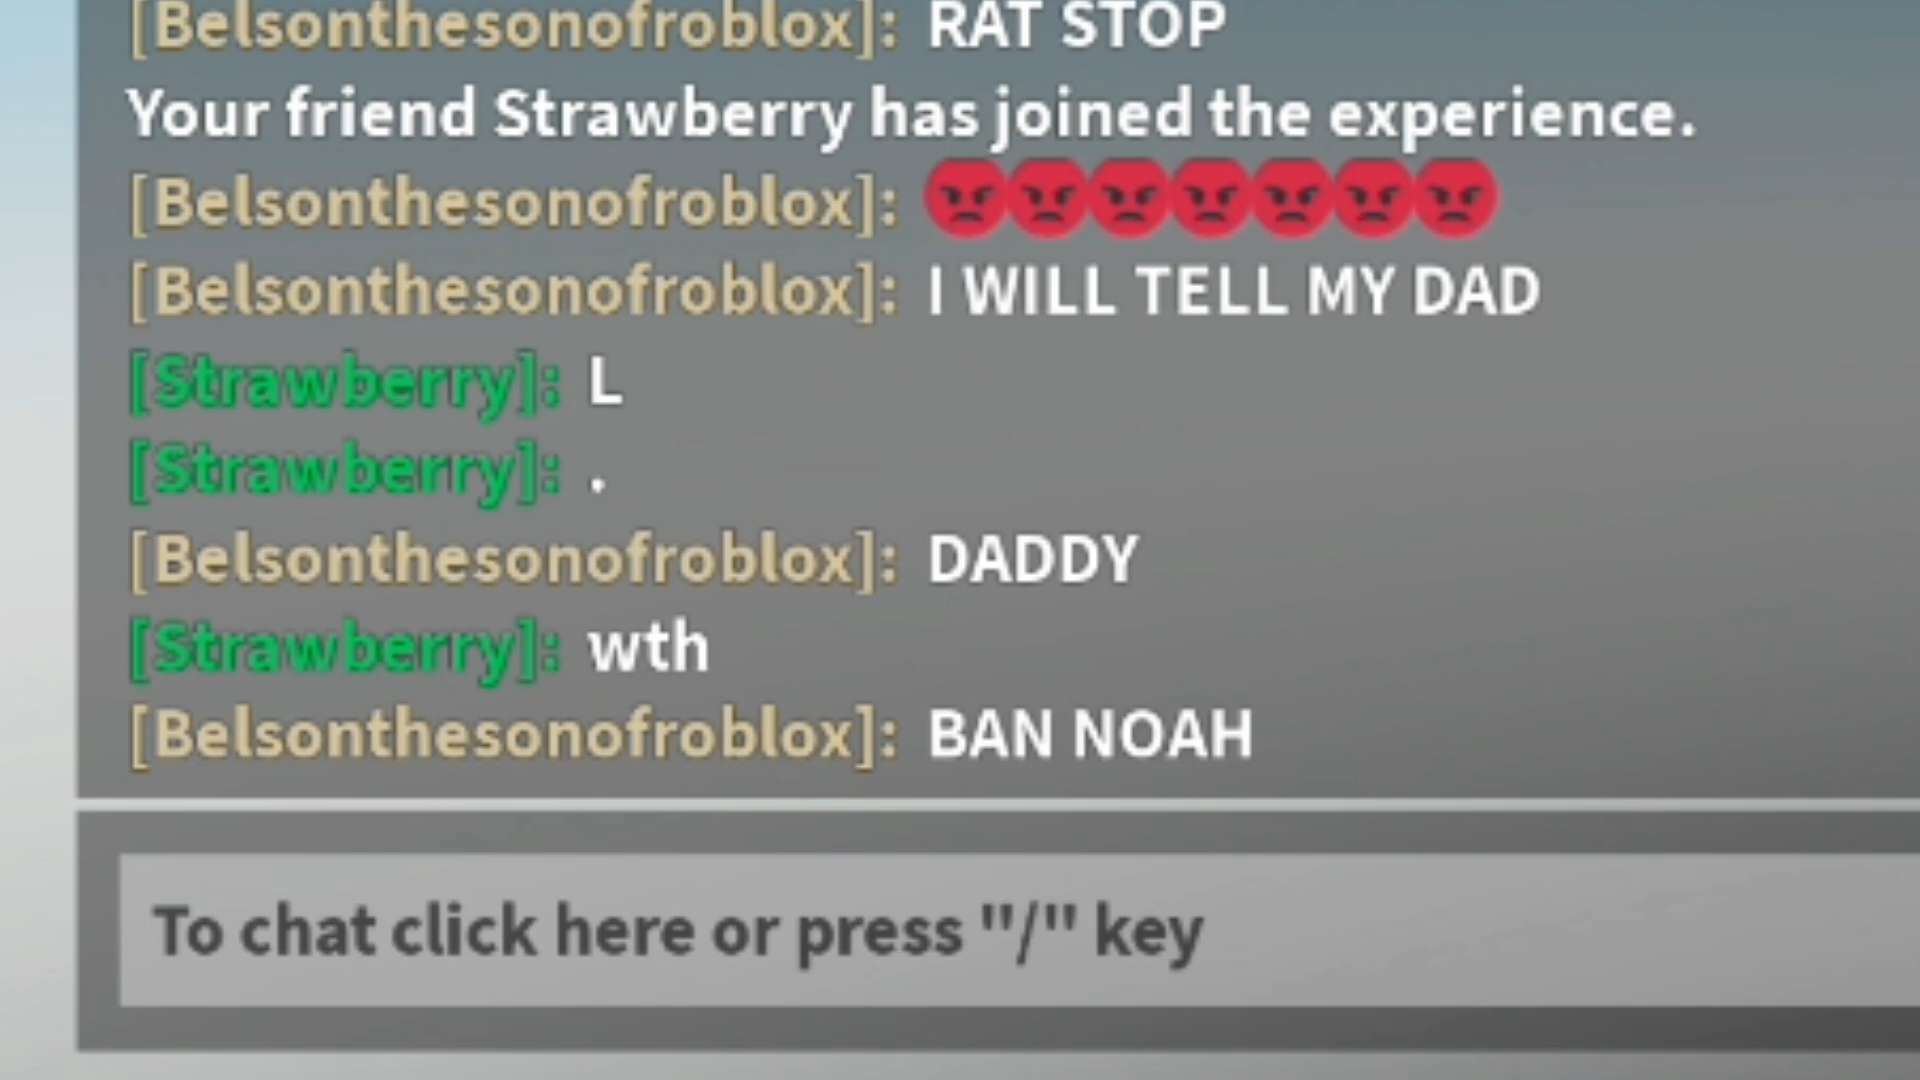 [Belsonthesonofroblox]: RAT STOP
Your friend Strawberry has joined the experience.
[Belsonthesonofroblox]: 😡😡😡😡😡😡😡
[Belsonthesonofroblox]: I WILL TELL MY DAD
[Strawberry]: L
[Strawberry]: .
[Belsonthesonofroblox]: DADDY
[Strawberry]: wth
[Belsonthesonofroblox]: BAN NOAH
To chat click here or press "/" key